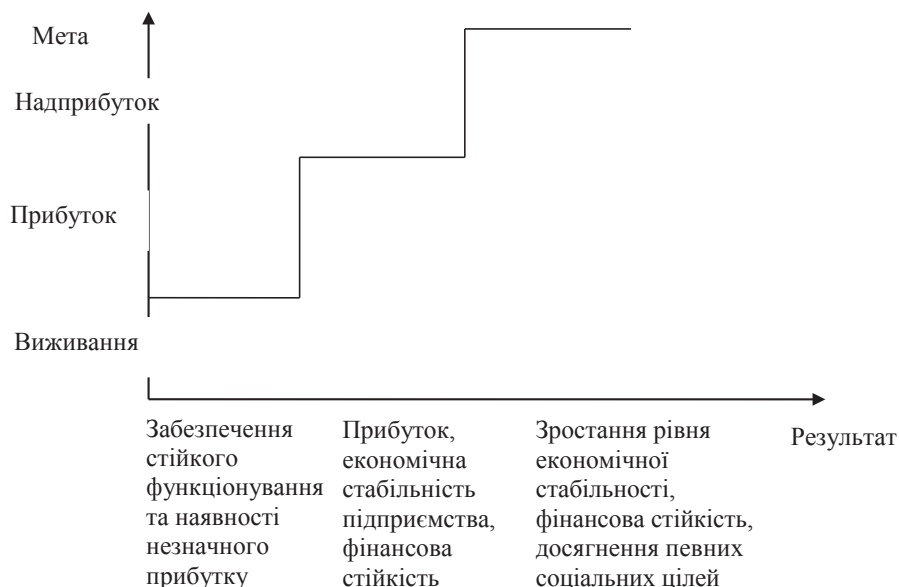 Мета
Надприбуток
Прибуток
Виживання
Забезпечення
стійкого
функціонування
та наявності
незначного
прибутку
Прибуток,
економічна
стабільність
підприємства,
фінансова
стійкість
Зростання рівня
економічної
стабільності,
фінансова стійкість,
досягнення певних
соціальних цілей
Результат